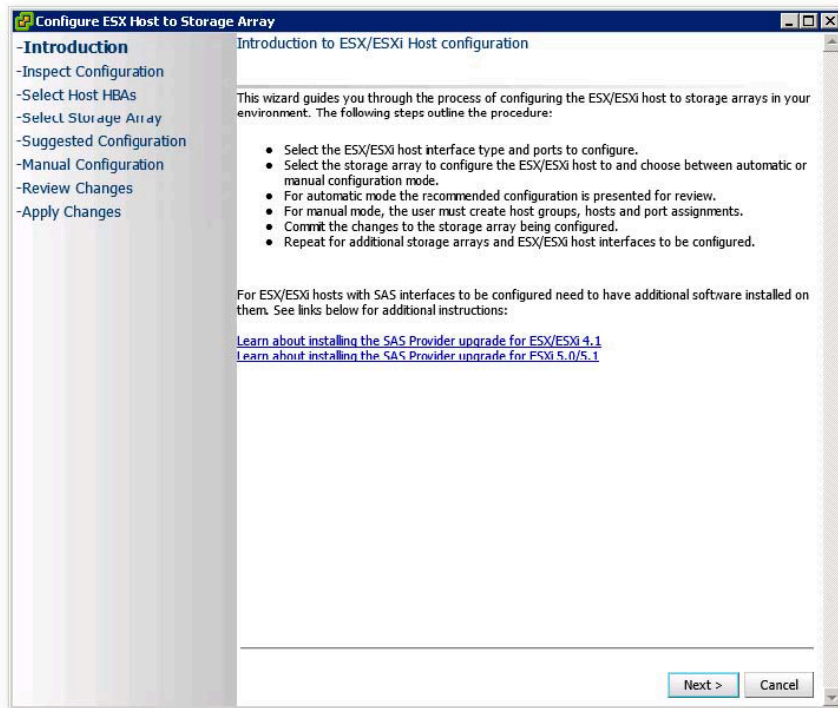 Configure ESX Host to Storage Array
-Introduction
-Inspect Configuration
-Select Host HBAs
-Select Storage Array
-Suggested Configuration
-Manual Configuration
-Review Changes
-Apply Changes
Introduction to ESX/ESXi Host configuration
This wizard guides you through the process of configuring the ESX/ESXi host to storage arrays in your
environment. The following steps outline the procedure:
● Select the ESX/ESXi host interface type and ports to configure.
● Select the storage array to configure the ESX/ESXi host to and choose between automatic or
manual configuration mode.
● For automatic mode the recommended configuration is presented for review.
● For manual mode, the user must create host groups, hosts and port assignments.
● Commit the changes to the storage array being configured.
● Repeat for additional storage arrays and ESX/ESXi host interfaces to be configured.
For ESX/ESXi hosts with SAS interfaces to be configured need to have additional software installed on
them. See links below for additional instructions:
Learn about installing the SAS Provider upgrade for ESX/ESXi 4.1
Learn about installing the SAS Provider upgrade for ESXi 5.0/5.1
Next >
Cancel